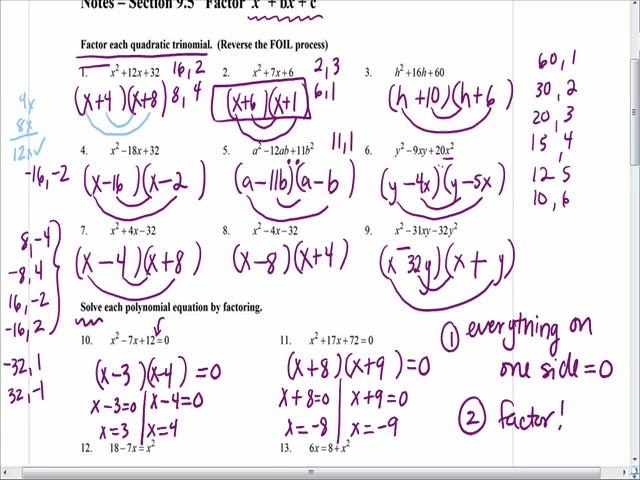 Notes – Section 9.5 Factor x² + bx + c
Factor each quadratic trinomial. (Reverse the FOIL process)
1. x² +12x+32 16, 2
8, 4
(x+4)(x+8)
4x
8x
12x✓
2. x² +7x+6 2, 3
6, 1
(x+6)(x+1)
3. h² +16h+60
(h+10)(h+6)
60, 1
30, 2
20, 3
15, 4
12, 5
10, 6
4. x² –18x+32
-16, -2
(x-16)(x-2)
5. a² –12ab+11b² 11, 1
(a-11b)(a-b)
6. y² –9xy+20x²
(y-4x)(y-5x)
7. x² +4x-32
(x-4)(x+8)
8, -4
-8, 4
16, -2
-16, 2
-32, 1
32, -1
8. x² –4x-32
(x-8)(x+4)
9. x² –31xy–32y²
(x-32y)(x+y)
Solve each polynomial equation by factoring.
10. x² –7x+12=0
(x-3)(x-4)=0
x-3=0 | x-4=0
x=3 | x=4
11. x² +17x+72=0
(x+8)(x+9)=0
x+8=0 | x+9=0
x=-8 | x=-9
① everything on
one side=0
② factor!
12. 18–7x=x²
13. 6x=8+x²